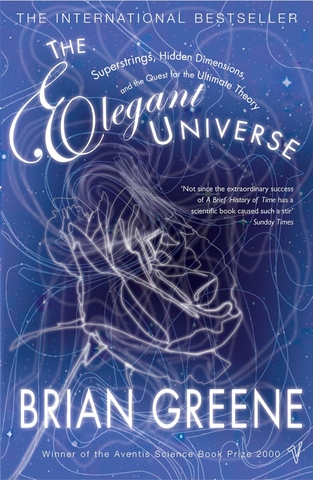 THE INTERNATIONAL BESTSELLER
THE
Elegant
UNIVERSE
Superstrings, Hidden Dimensions,
and the Quest for the Ultimate Theory
'Not since the extraordinary success
of A Brief History of Time has a
scientific book caused such a stir'
- Sunday Times
BRIAN GREENE
Winner of the Aventis Science Book Prize 2000